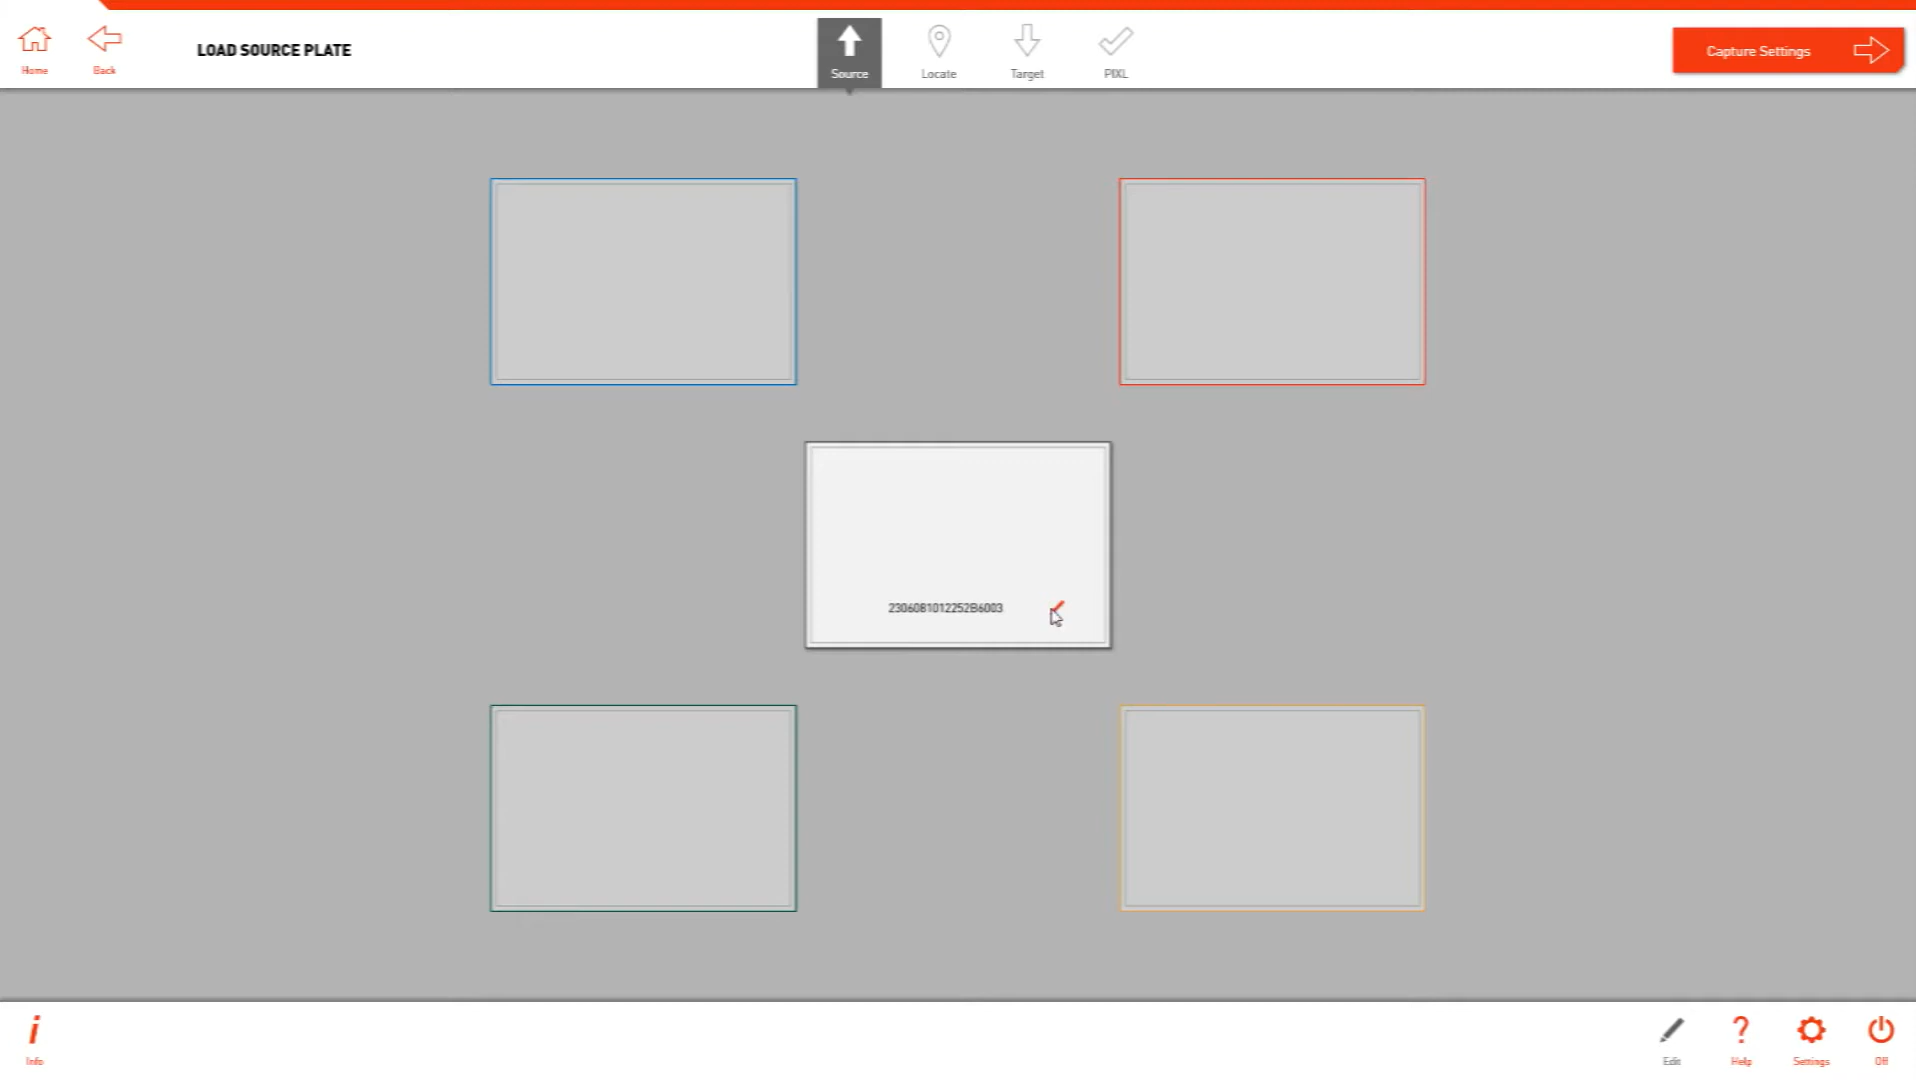 Home
Back
LOAD SOURCE PLATE
Source
Locate
Target
PIXL
Capture Settings
2306081012252B6003
i
Info
Edit
?
Help
Settings
Off